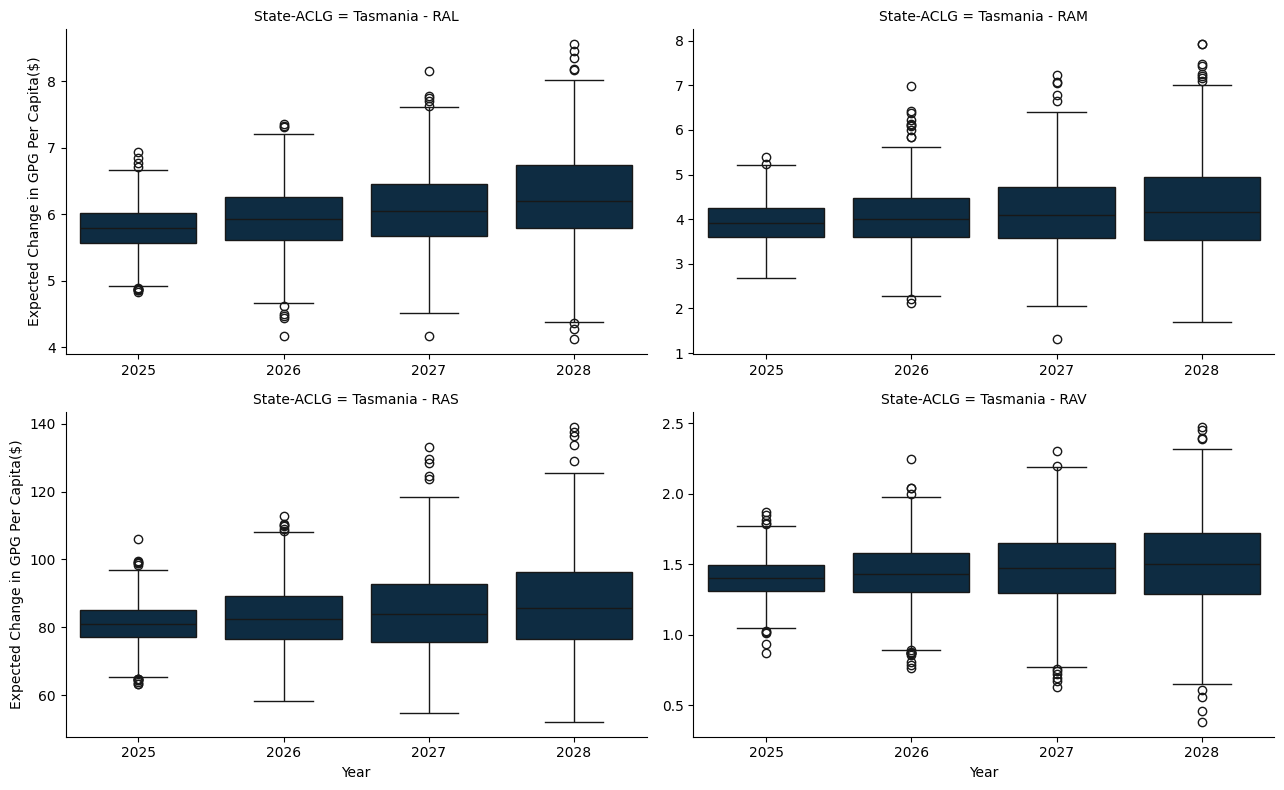 State-ACLG = Tasmania - RAL
Expected Change in GPG Per Capita($)
8
7
6
5
4
2025 2026 2027 2028
State-ACLG = Tasmania - RAM
8
7
6
5
4
3
2
1
2025 2026 2027 2028
State-ACLG = Tasmania - RAS
Expected Change in GPG Per Capita($)
140
120
100
80
60
2025 2026 2027 2028
Year
State-ACLG = Tasmania - RAV
2.5
2.0
1.5
1.0
0.5
2025 2026 2027 2028
Year